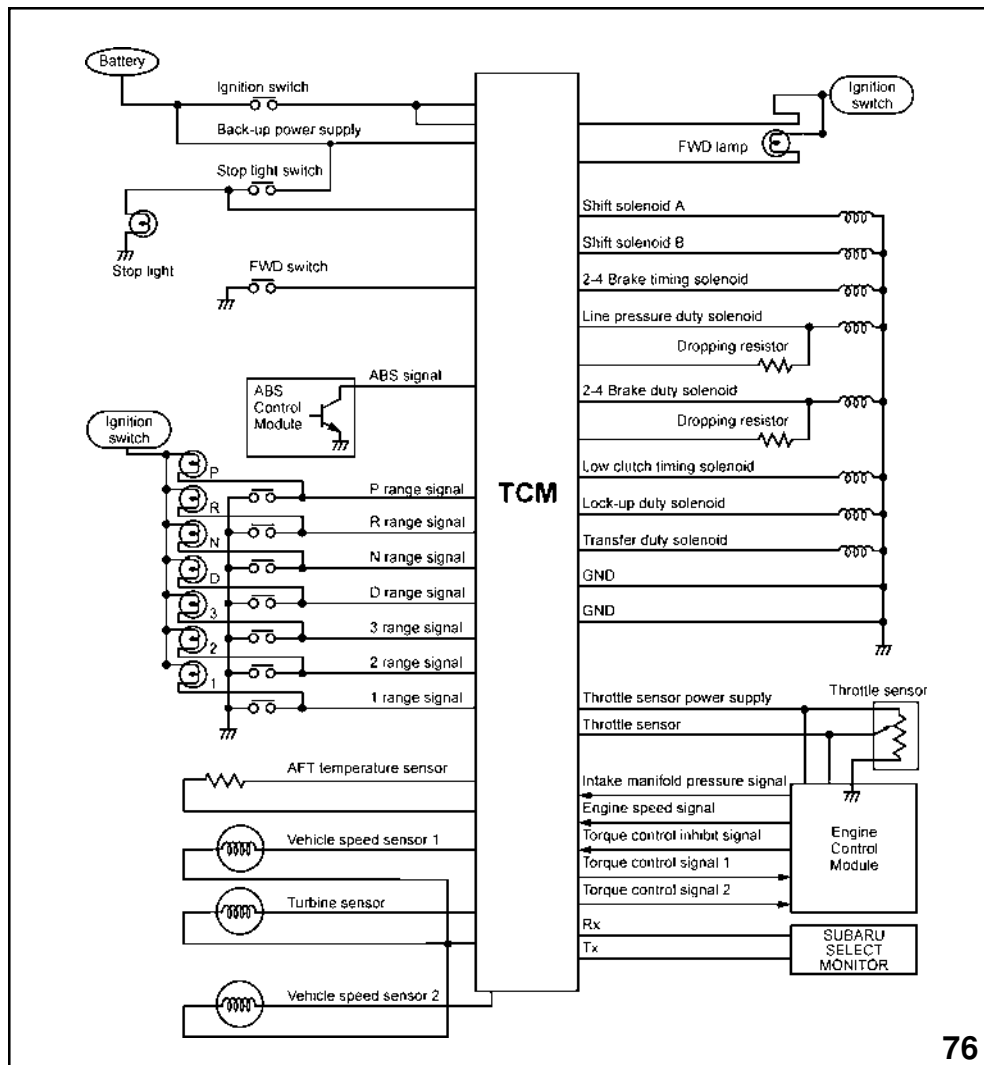 Battery
Ignition switch
Back-up power supply
Stop light switch
Stop light
FWD switch
ABS signal
ABS
Control
Module
Ignition
switch
P
R
N
D
3
2
1
P range signal
R range signal
N range signal
D range signal
3 range signal
2 range signal
1 range signal
AFT temperature sensor
Vehicle speed sensor 1
Turbine sensor
Vehicle speed sensor 2
TCM
Ignition
switch
FWD lamp
Shift solenoid A
Shift solenoid B
2-4 Brake timing solenoid
Line pressure duty solenoid
Dropping resistor
2-4 Brake duty solenoid
Dropping resistor
Low clutch timing solenoid
Lock-up duty solenoid
Transfer duty solenoid
GND
GND
Throttle sensor power supply
Throttle sensor
Throttle sensor
Intake manifold pressure signal
Engine speed signal
Torque control inhibit signal
Torque control signal 1
Torque control signal 2
Engine
Control
Module
Rx
Tx
SUBARU
SELECT
MONITOR
76